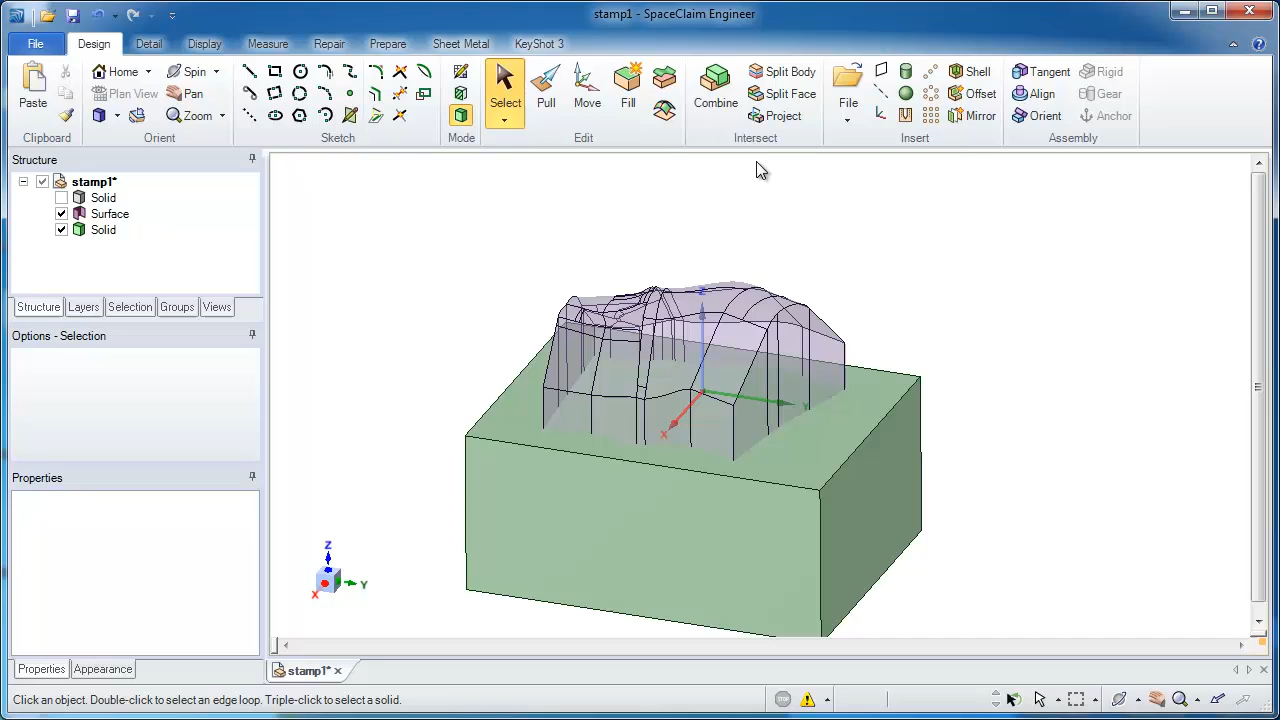 stamp1 - SpaceClaim Engineer
File Design Detail Display Measure Repair Prepare Sheet Metal KeyShot 3
Paste
Clipboard
Home Spin
Plan View Pan
Zoom
Orient
Sketch
Mode
Select Pull Move Fill
Edit
Combine
Split Body
Split Face
Project
Intersect
File
Shell
Offset
Mirror
Insert
Tangent Rigid
Align Gear
Orient Anchor
Assembly
Structure
stamp1*
Solid
Surface
Solid
Structure Layers Selection Groups Views
Options - Selection
Properties
Properties Appearance
Z
Y
X
Z
Y
X
stamp1*
Click an object. Double-click to select an edge loop. Triple-click to select a solid.